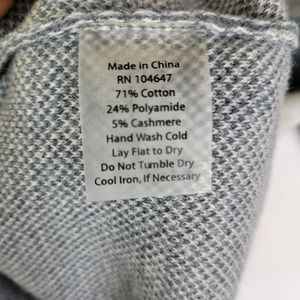 Made in China
RN 104647
71% Cotton
24% Polyamide
5% Cashmere
Hand Wash Cold
Lay Flat to Dry
Do Not Tumble Dry
Cool Iron, If Necessary